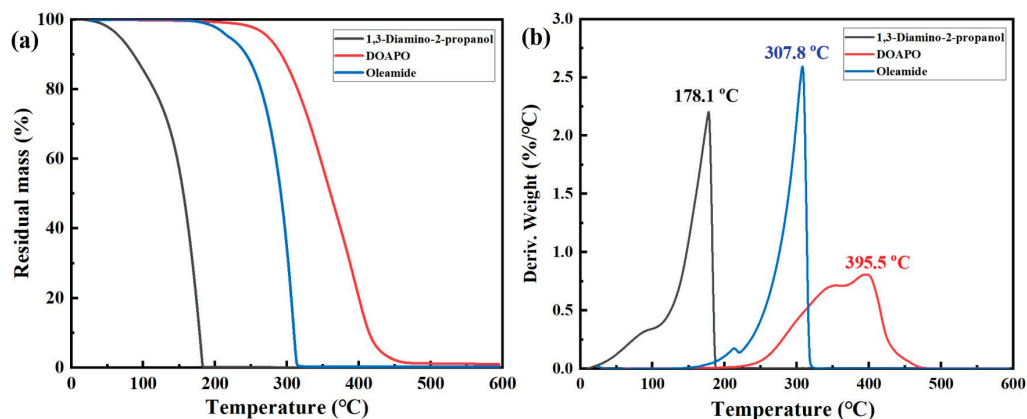 (a)
1,3-Diamino-2-propanol
DOAPO
Oleamide
Residual mass (%)
100
80
60
40
20
0
0 100 200 300 400 500 600
Temperature (℃)
(b)
307.8 °C
1,3-Diamino-2-propanol
DOAPO
Oleamide
178.1 °C
395.5 °C
Deriv. Weight (%/℃)
3.0
2.5
2.0
1.5
1.0
0.5
0.0
0 100 200 300 400 500 600
Temperature (℃)